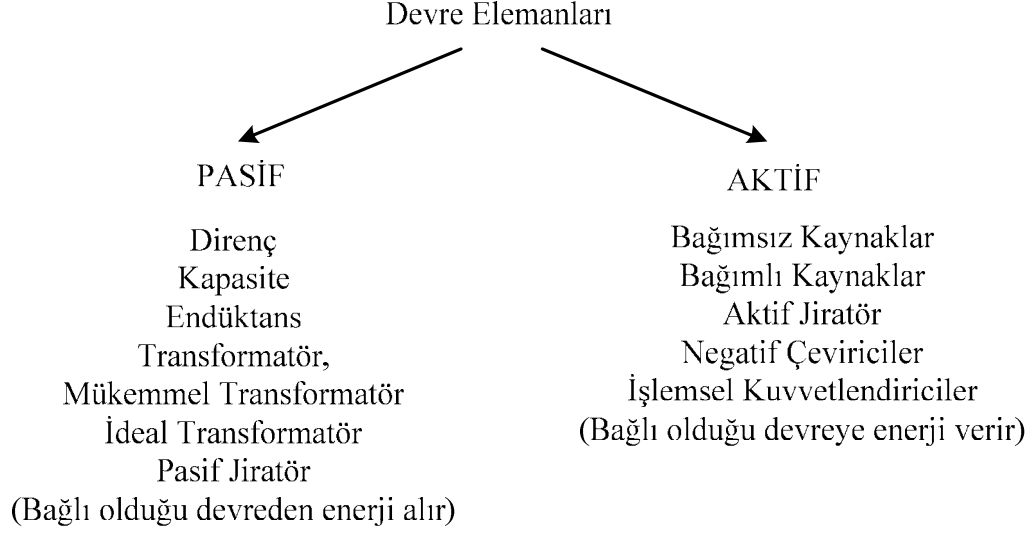 Devre Elemanları
PASİF
Direnç
Kapasite
Endüktans
Transformatör,
Mükemmel Transformatör
İdeal Transformatör
Pasif Jiratör
(Bağlı olduğu devreden enerji alır)
AKTİF
Bağımsız Kaynaklar
Bağımlı Kaynaklar
Aktif Jiratör
Negatif Çeviriciler
İşlemsel Kuvvetlendiriciler
(Bağlı olduğu devreye enerji verir)